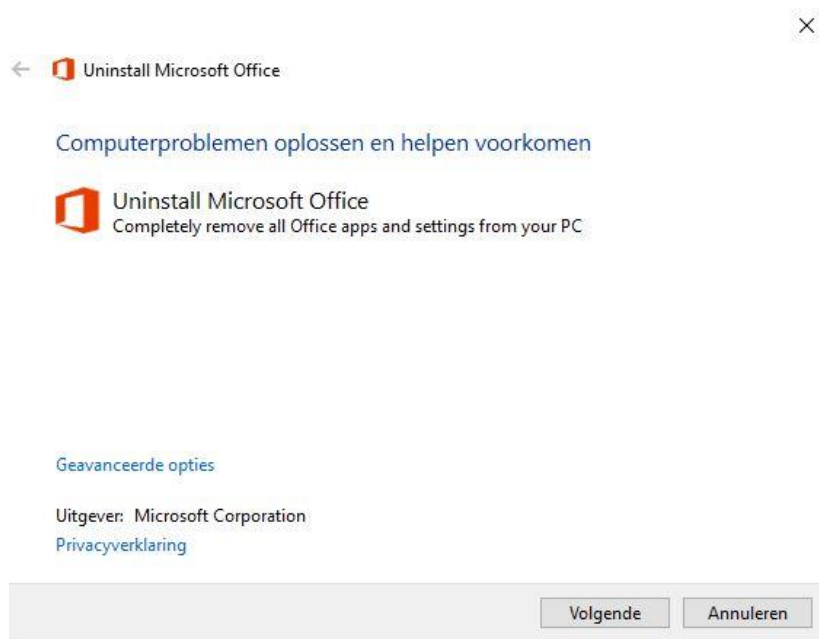 Uninstall Microsoft Office
Computerproblemen oplossen en helpen voorkomen
Uninstall Microsoft Office
Completely remove all Office apps and settings from your PC
Geavanceerde opties
Uitgever: Microsoft Corporation
Privacyverklaring
Volgende Annuleren